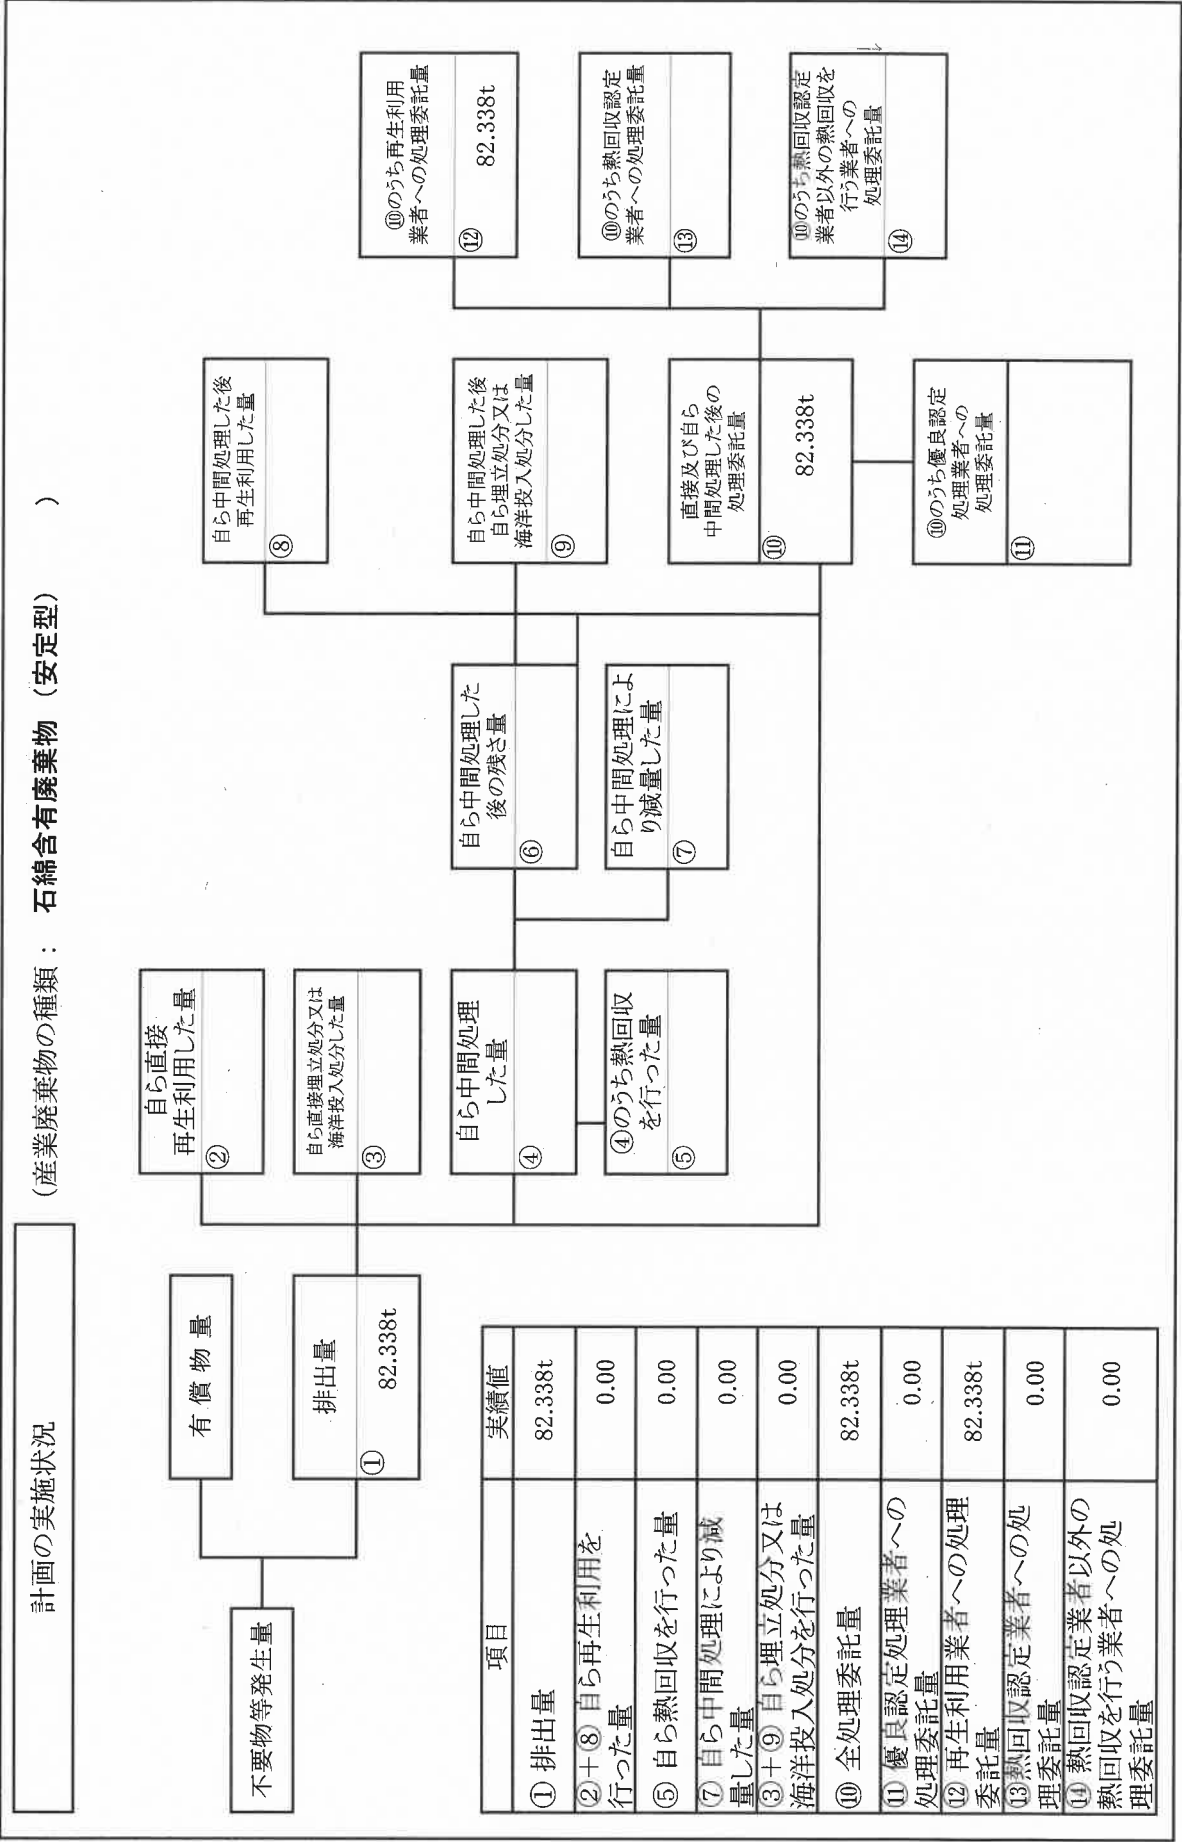 計画の実施状況
（産業廃棄物の種類： 石綿含有廃棄物（安定型） ）
不要物等発生量
有 償 物 量
排出量
① 82.338t
自ら直接
再生利用した量
②
自ら直接埋立処分又は
海洋投入処分した量
③
自ら中間処理
した量
④
④のうち熱回収
を行った量
⑤
自ら中間処理した
後の残さ量
⑥
自ら中間処理によ
り減量した量
⑦
自ら中間処理した後
再生利用した量
⑧
自ら中間処理した後
自ら埋立処分又は
海洋投入処分した量
⑨
直接及び自ら
中間処理した後の
処理委託量
⑩ 82.338t
⑩のうち優良認定
処理業者への
処理委託量
⑪
⑩のうち再生利用
業者への処理委託量
⑫ 82.338t
⑩のうち熱回収認定
業者への処理委託量
⑬
⑩のうち熱回収認定
業者以外の熱回収を
行う業者への
処理委託量
⑭
項目 実績値
① 排出量 82.338t
②＋⑧ 自ら再生利用を
行った量 0.00
⑤ 自ら熱回収を行った量 0.00
⑦ 自ら中間処理により減
量した量 0.00
③＋⑨ 自ら埋立処分又は
海洋投入処分を行った量 0.00
⑩ 全処理委託量 82.338t
⑪ 優良認定処理業者への
処理委託量 0.00
⑫ 再生利用業者への処理
委託量 82.338t
⑬熱回収認定業者への処
理委託量 0.00
⑭ 熱回収認定業者以外の
熱回収を行う業者への処
理委託量 0.00